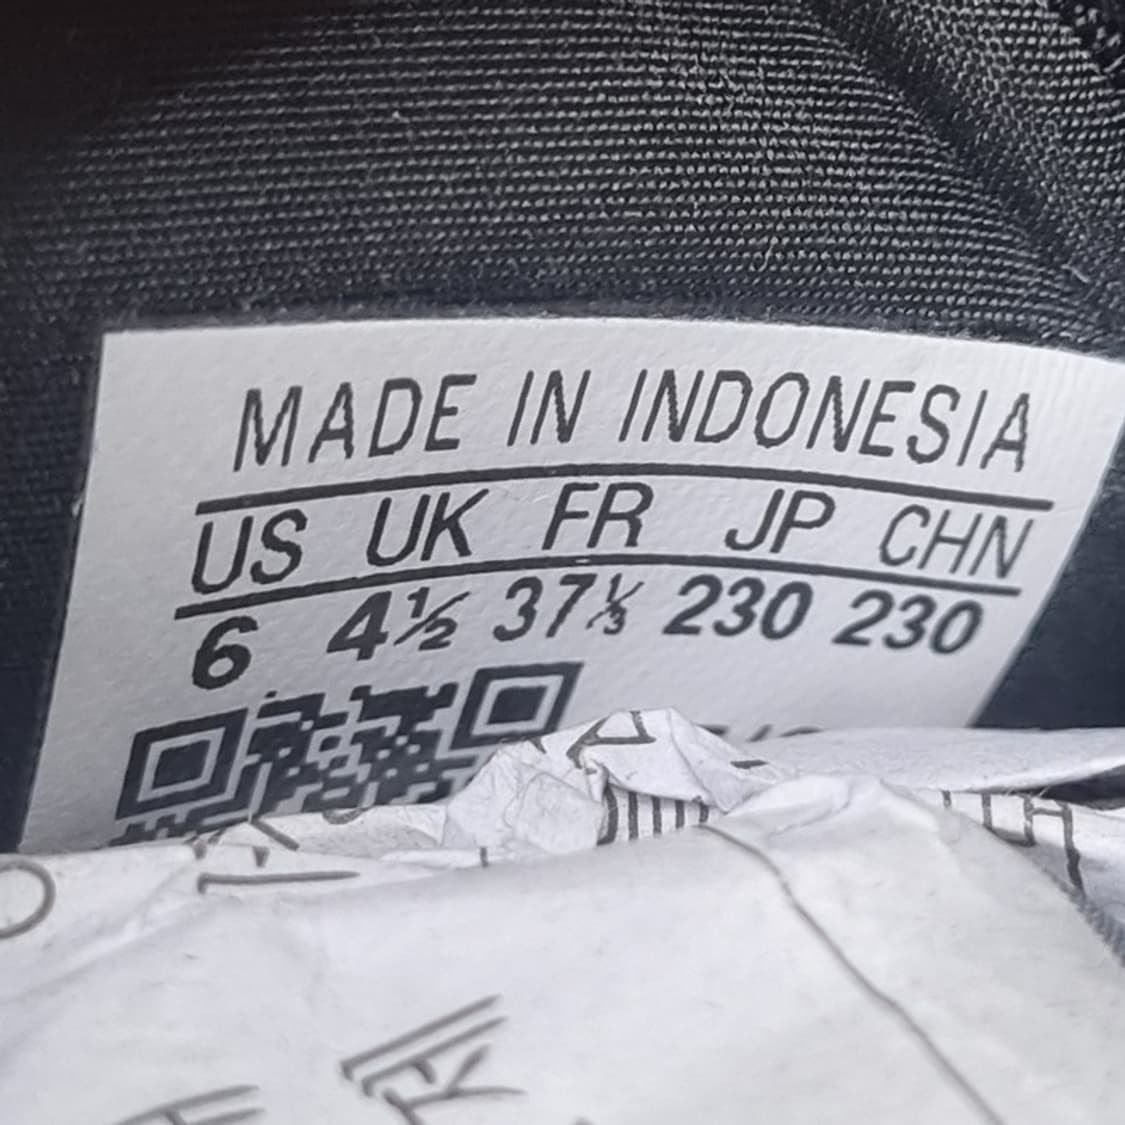 MADE IN INDONESIA
US UK FR JP CHN
6 4½ 37⅓ 230 230